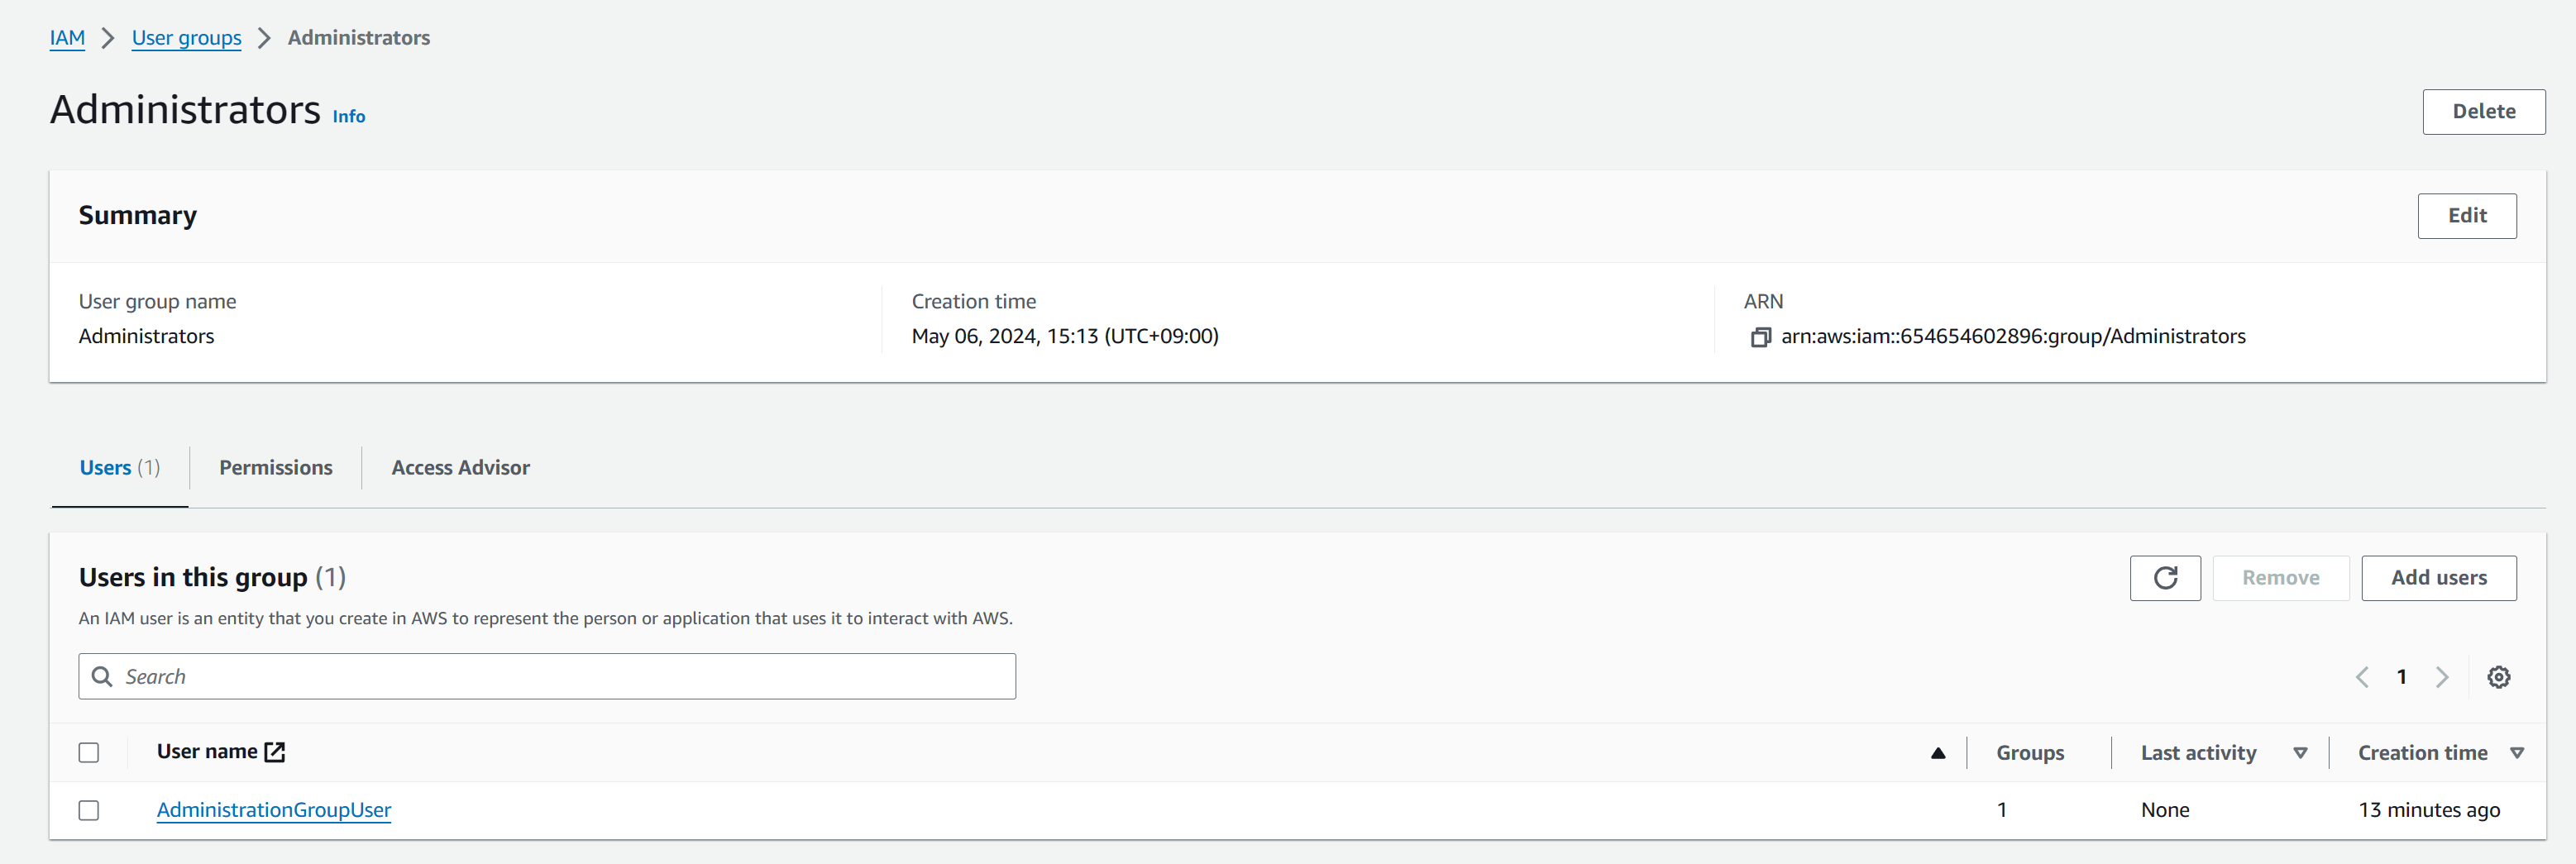 IAM User groups Administrators
Administrators Info
Delete
Summary
Edit
User group name
Administrators
Creation time
May 06, 2024, 15:13 (UTC+09:00)
ARN
arn:aws:iam::654654602896:group/Administrators
Users (1) Permissions Access Advisor
Users in this group (1)
Remove Add users
An IAM user is an entity that you create in AWS to represent the person or application that uses it to interact with AWS.
Search
1
User name Groups Last activity Creation time
AdministrationGroupUser 1 None 13 minutes ago